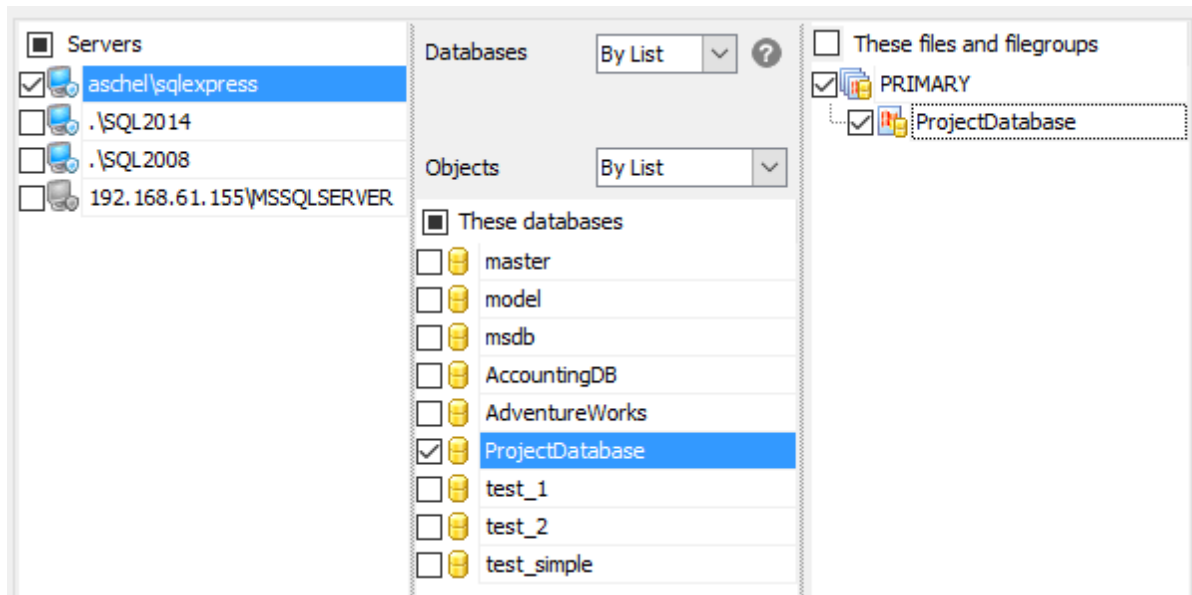 Servers
aschel\sqlexpress
.\SQL2014
.\SQL2008
192.168.61.155\MSSQLSERVER
Databases
By List
?
Objects
By List
These databases
master
model
msdb
AccountingDB
AdventureWorks
ProjectDatabase
test_1
test_2
test_simple
These files and filegroups
PRIMARY
ProjectDatabase